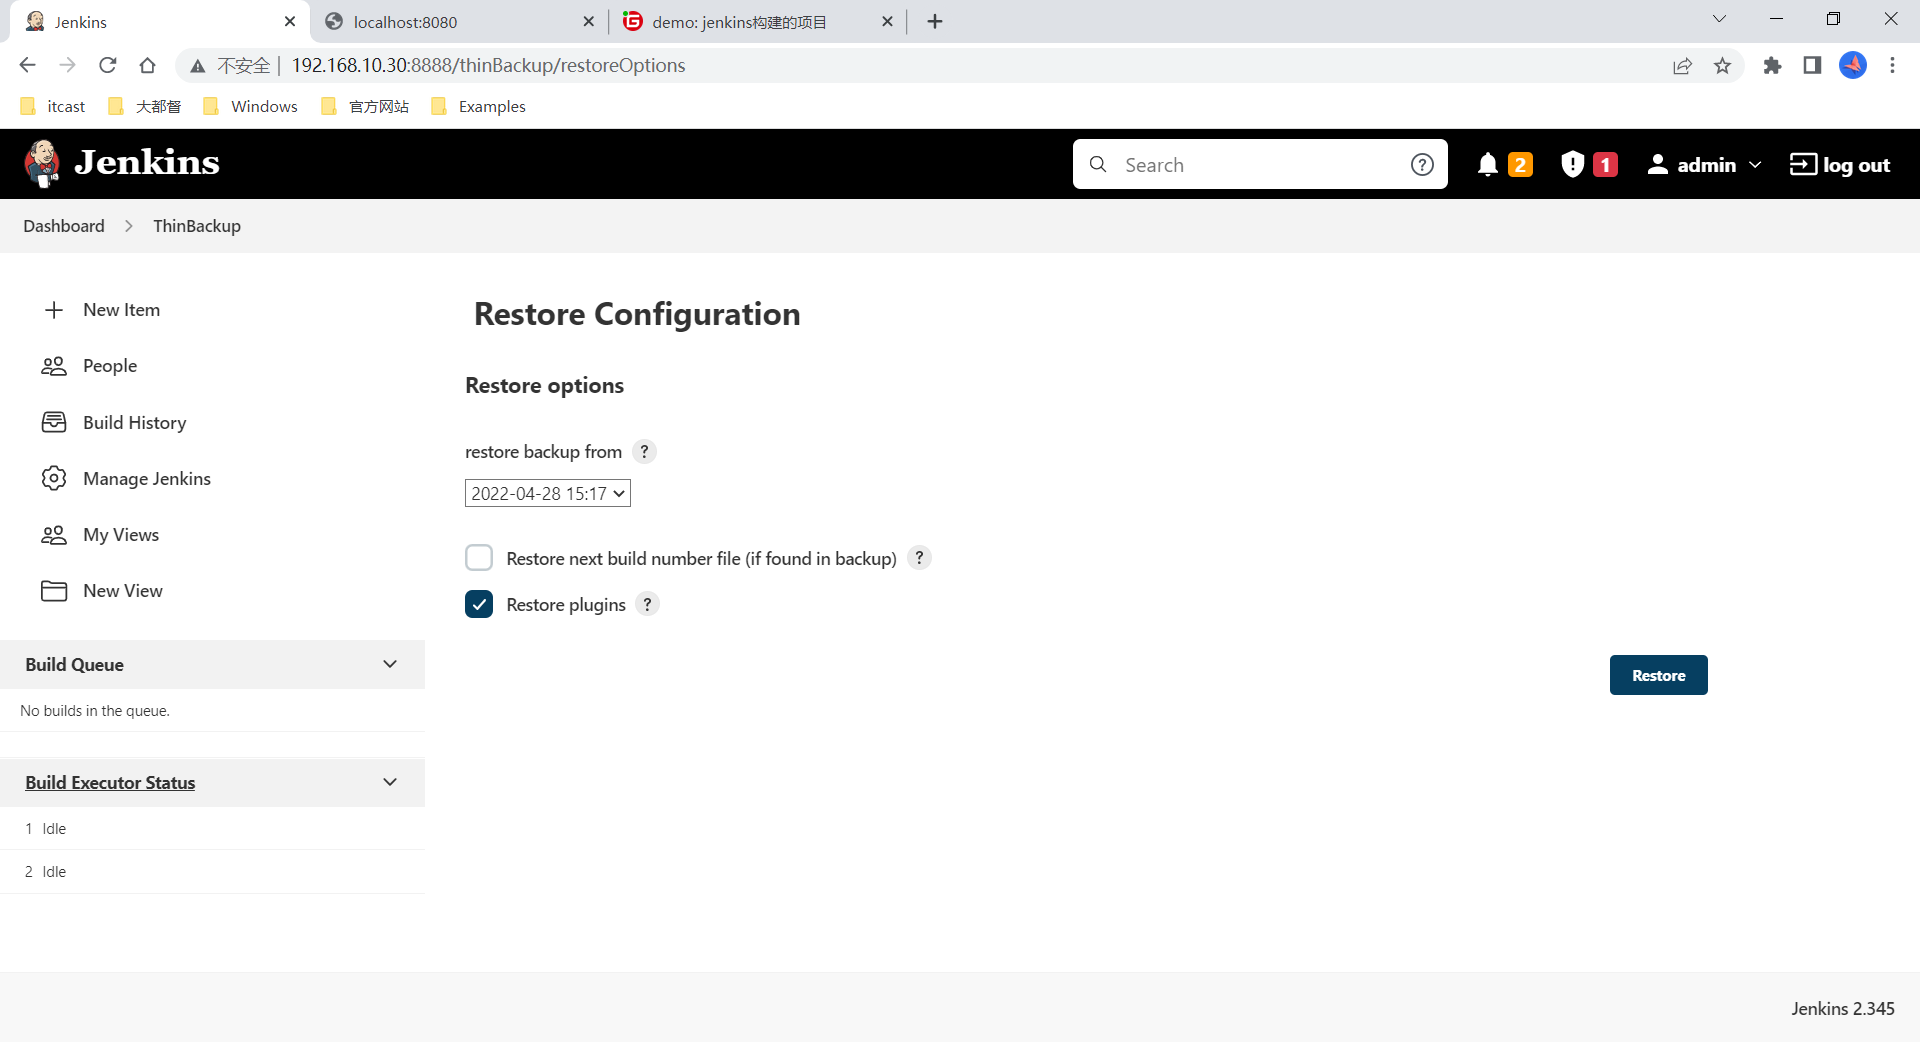 Jenkins
localhost:8080
demo: jenkins构建的项目
不安全 192.168.10.30:8888/thinBackup/restoreOptions
itcast 大都督 Windows 官方网站 Examples
Jenkins
Search
2
1
admin
log out
Dashboard
ThinBackup
New Item
People
Build History
Manage Jenkins
My Views
New View
Build Queue
No builds in the queue.
Build Executor Status
1 Idle
2 Idle
Restore Configuration
Restore options
restore backup from ?
2022-04-28 15:17
Restore next build number file (if found in backup) ?
Restore plugins ?
Restore
Jenkins 2.345